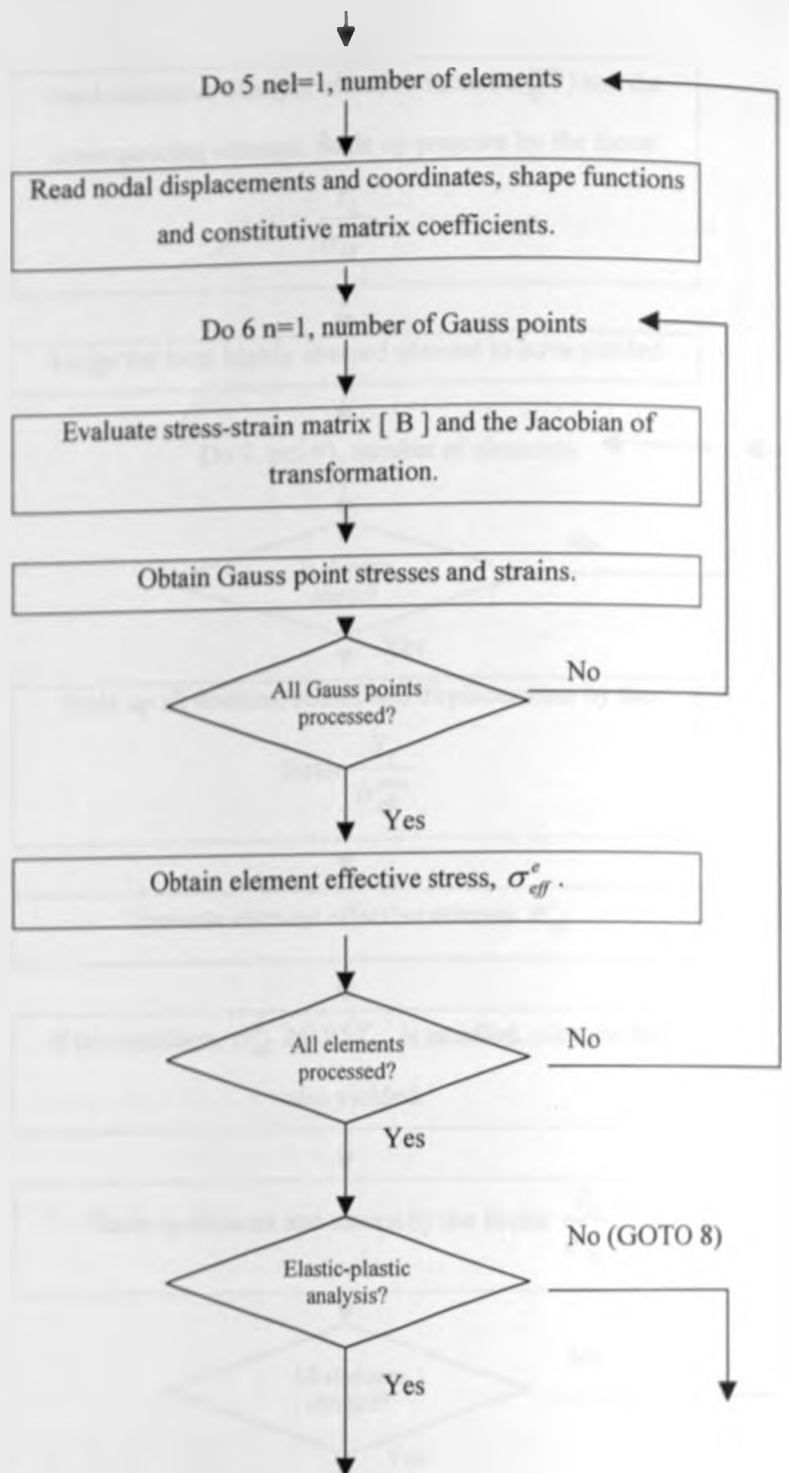 Do 5 nel=1, number of elements
Read nodal displacements and coordinates, shape functions
and constitutive matrix coefficients.
Do 6 n=1, number of Gauss points
Evaluate stress-strain matrix [ B ] and the Jacobian of
transformation.
Obtain Gauss point stresses and strains.
All Gauss points
processed?
No
Yes
Obtain element effective stress, σ^e_eff .
All elements
processed?
No
Yes
Elastic-plastic
analysis?
No (GOTO 8)
Yes